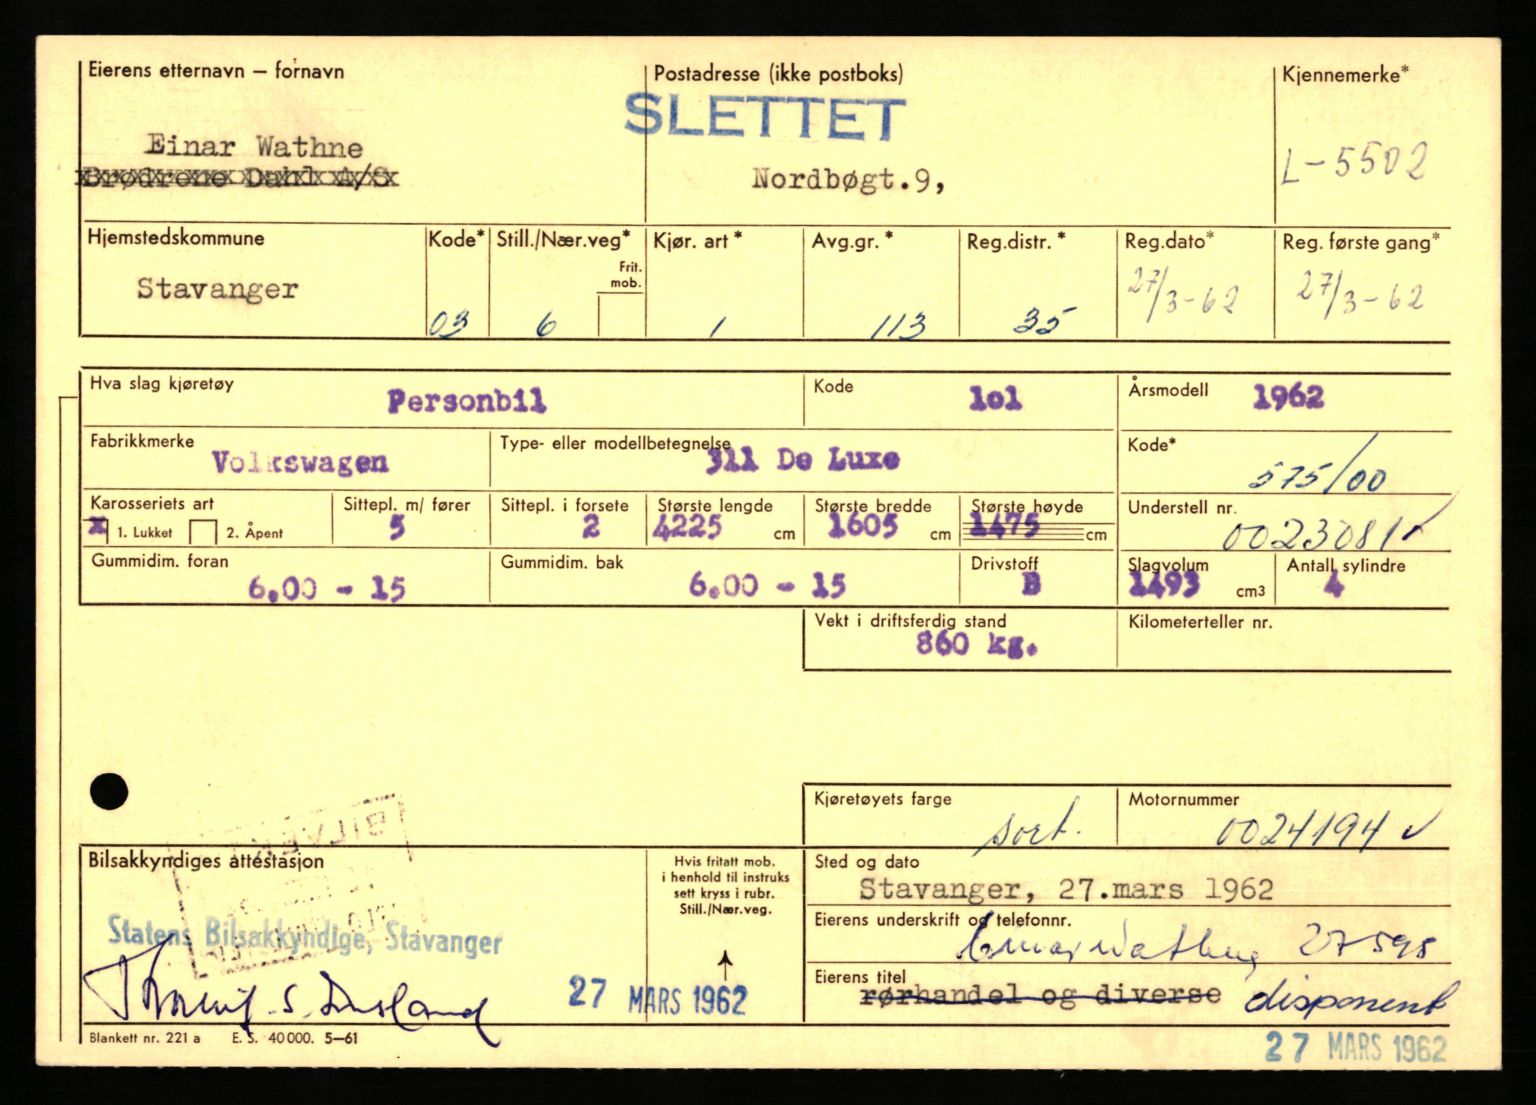 Eierens etternavn – fornavn
Postadresse (ikke postboks)
Kjennemerke*
SLETTET
Einar Wathne
Brødrene Dahl A/S
Nordbøgt.9,
L-5502
Hjemstedskommune
Kode*
Still./Nær.veg*
Frit. mob.
Kjør. art *
Avg.gr. *
Reg.distr. *
Reg.dato*
Reg. første gang*
Stavanger
03
6
1
113
35
27/3-62
27/3-62
Hva slag kjøretøy
Personbil
Kode
101
Årsmodell
1962
Fabrikkmerke
Volkswagen
Type- eller modellbetegnelse
311 De Luxe
Kode*
575/00
Karosseriets art
x 1. Lukket 2. Åpent
Sittepl. m/ fører
5
Sittepl. i forsete
2
Største lengde
4225 cm
Største bredde
1605 cm
Største høyde
1475 cm
Understell nr.
0023081
Gummidim. foran
6.00 - 15
Gummidim. bak
6.00 - 15
Drivstoff
B
Slagvolum
1493 cm3
Antall sylindre
4
Vekt i driftsferdig stand
860 kg.
Kilometerteller nr.
Kjøretøyets farge
sort.
Motornummer
0024194
BILVER
Bilsakkyndiges attestasjon
Statens Bilsakkyndige, Stavanger
27 MARS 1962
Hvis fritatt mob.
i henhold til instruks
sett kryss i rubr.
Still./Nær.veg.
Sted og dato
Stavanger, 27.mars 1962
Eierens underskrift og telefonnr.
Einar Wathne 27595
Eierens titel
rørhandel og diverse disponent
Blankett nr. 221 a E. S. 40 000. 5–61
27 MARS 1962